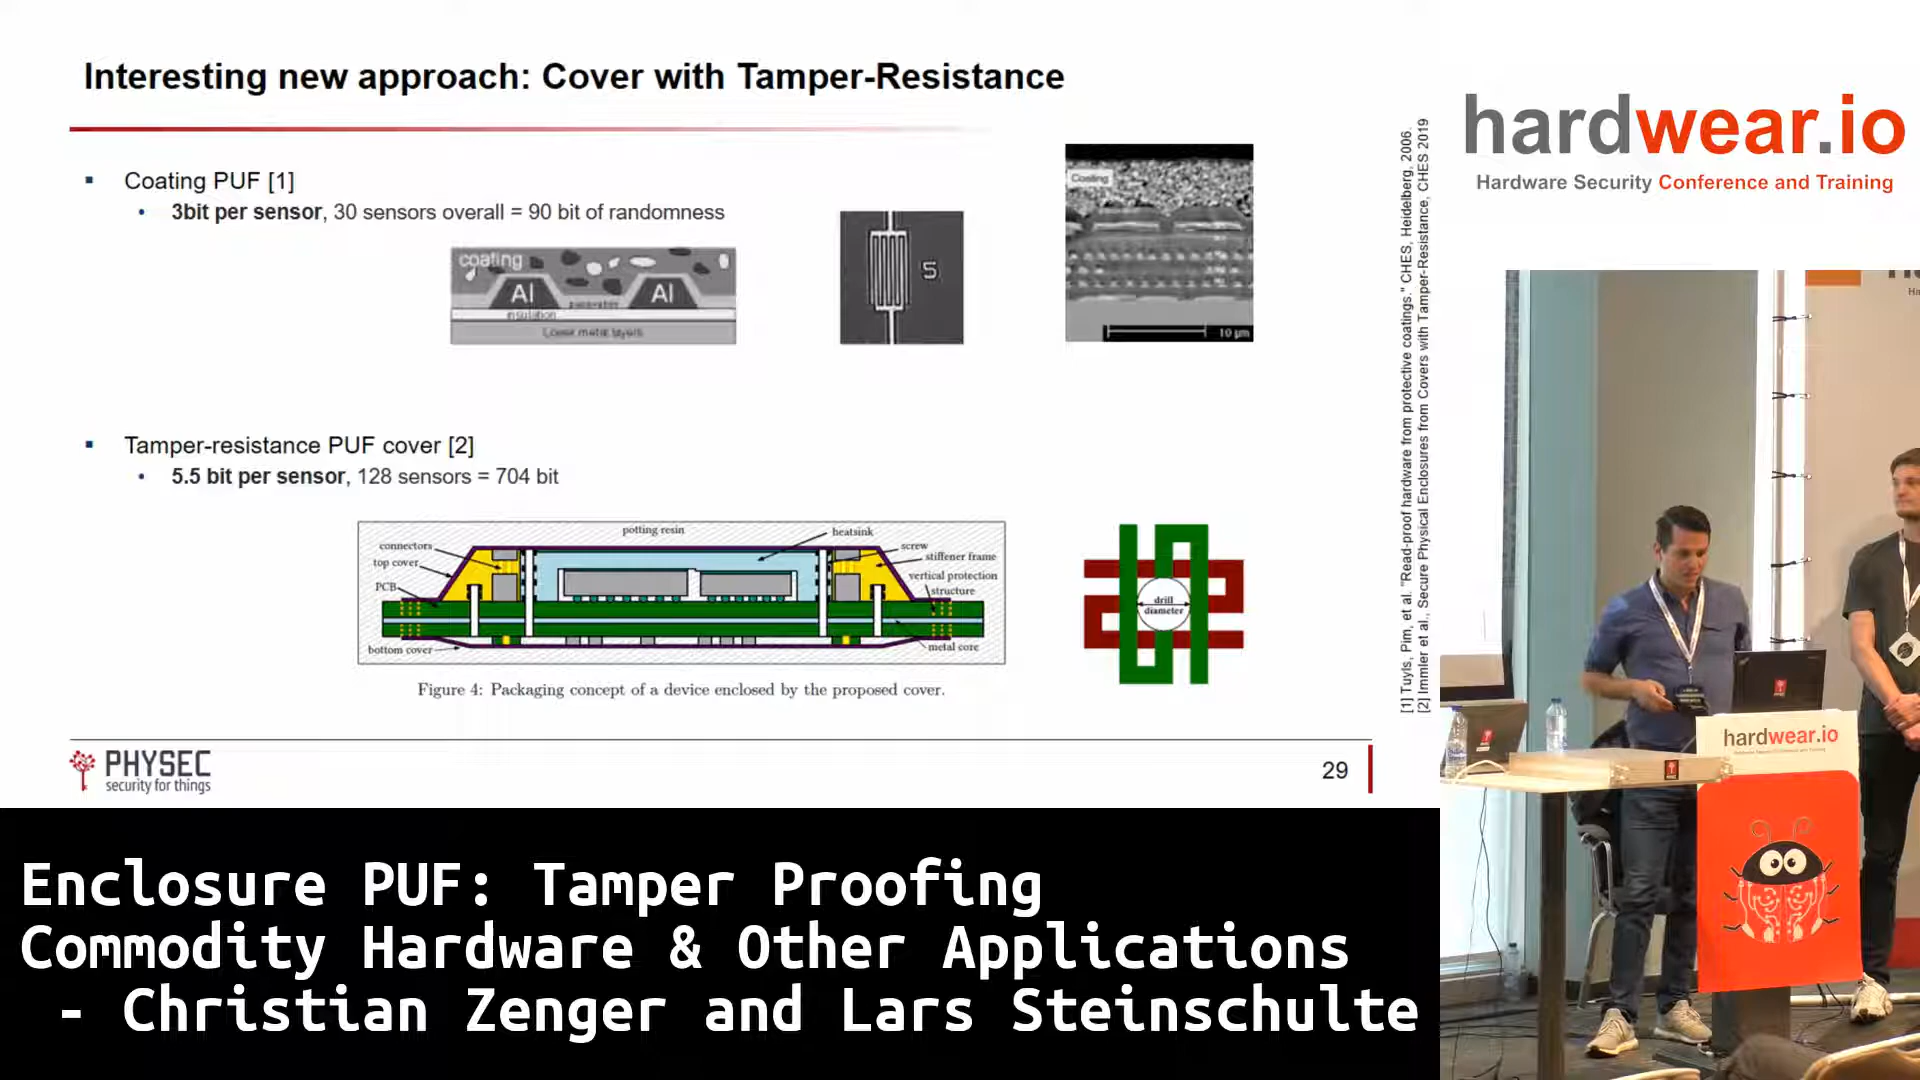 Interesting new approach: Cover with Tamper-Resistance
Coating PUF [1]
3bit per sensor, 30 sensors overall = 90 bit of randomness
coating
Al
Al
insulation
Lower metal layers
5
Coating
10 µm
Tamper-resistance PUF cover [2]
5.5 bit per sensor, 128 sensors = 704 bit
potting resin
connectors
top cover
PCB
bottom cover
heatsink
screw
stiffener frame
vertical protection
structure
metal core
drill
diameter
Figure 4: Packaging concept of a device enclosed by the proposed cover.
[1] Tuyls, Pim, et al. "Read-proof hardware from protective coatings." CHES, Heidelberg, 2006.
[2] Immler et al., Secure Physical Enclosures from Covers with Tamper-Resistance, CHES 2019
PHYSEC
security for things
29
hardwear.io
Hardware Security Conference and Training
hardwear.io
Enclosure PUF: Tamper Proofing
Commodity Hardware & Other Applications
- Christian Zenger and Lars Steinschulte